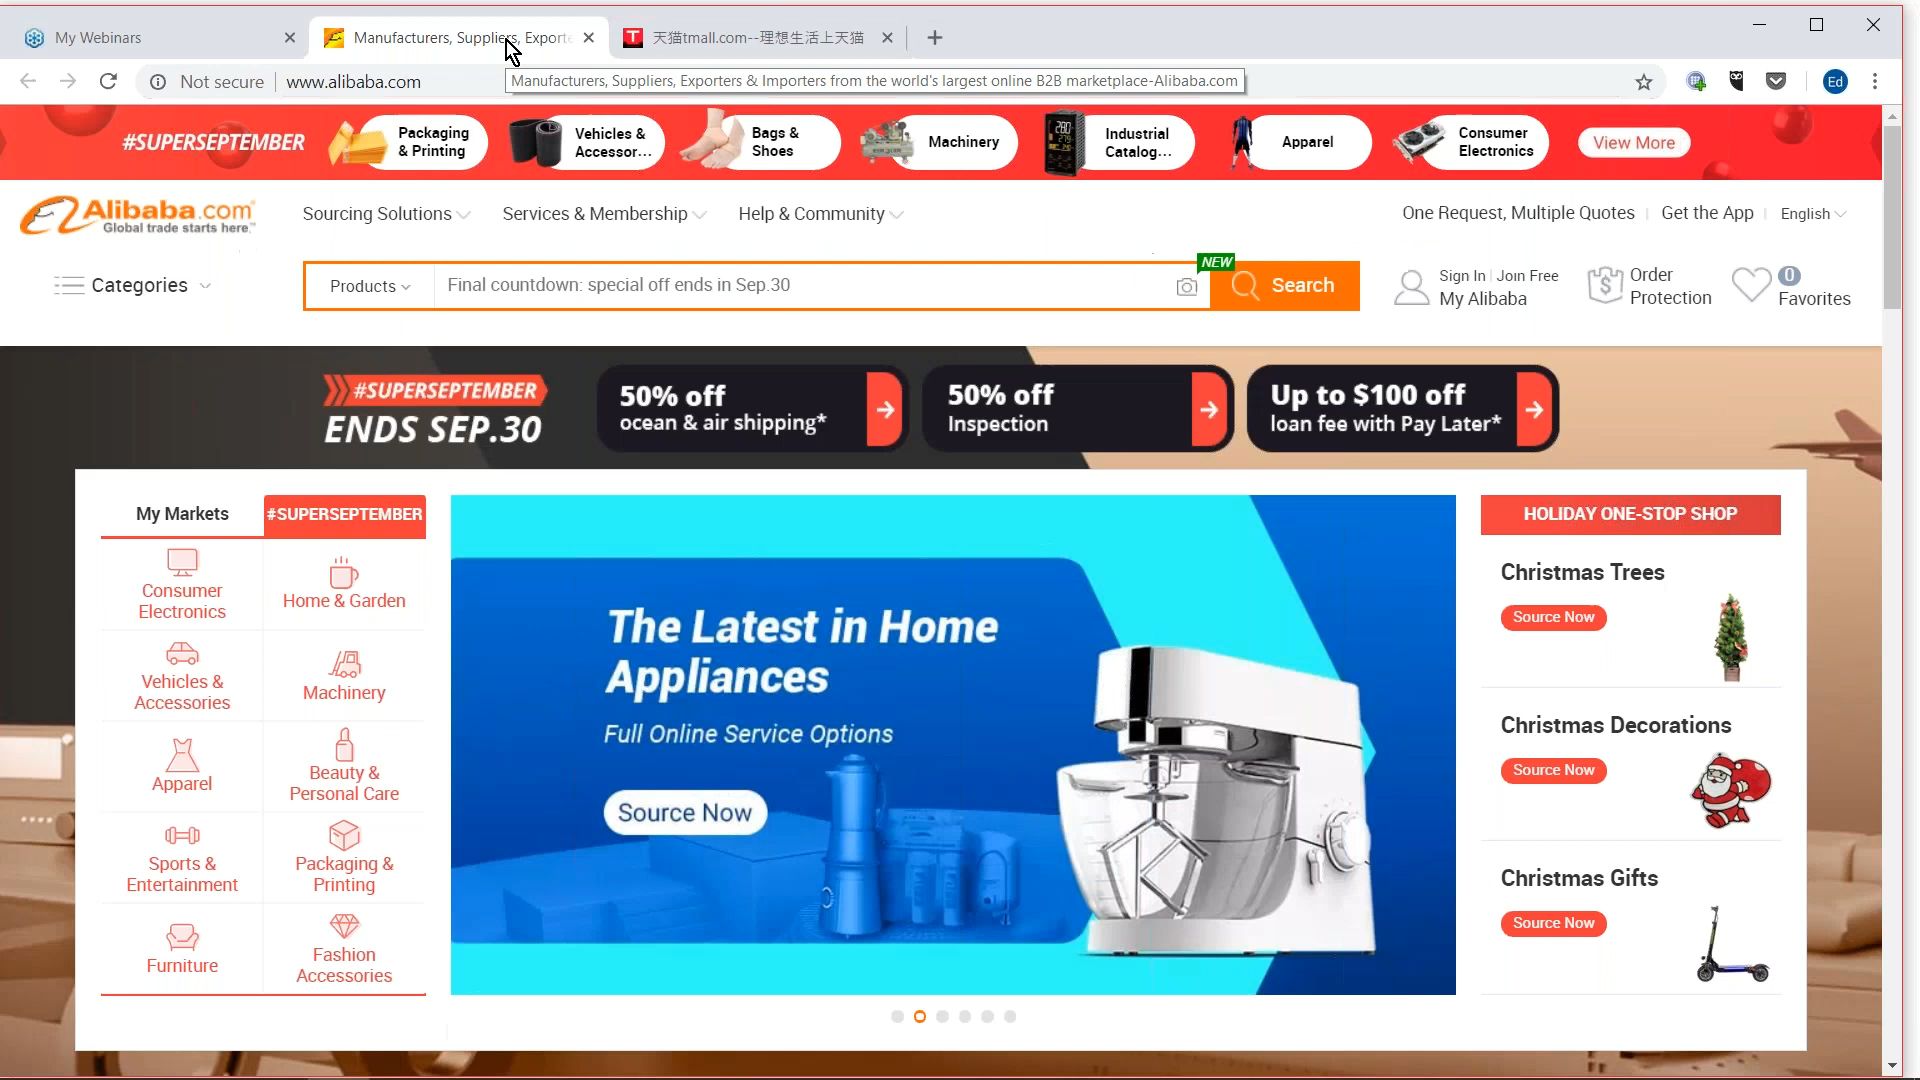 My Webinars
Manufacturers, Suppliers, Exporte
天猫tmall.com--理想生活上天猫
Not secure
www.alibaba.com
Manufacturers, Suppliers, Exporters & Importers from the world's largest online B2B marketplace-Alibaba.com
Ed
#SUPERSEPTEMBER
Packaging
& Printing
Vehicles &
Accessor...
Bags &
Shoes
Machinery
Industrial
Catalog...
Apparel
Consumer
Electronics
View More
Alibaba.com
Global trade starts here.™
Sourcing Solutions
Services & Membership
Help & Community
One Request, Multiple Quotes
Get the App
English
Categories
Products
Final countdown: special off ends in Sep.30
NEW
Search
Sign In | Join Free
My Alibaba
Order
Protection
0
Favorites
#SUPERSEPTEMBER
ENDS SEP.30
50% off
ocean & air shipping*
50% off
Inspection
Up to $100 off
loan fee with Pay Later*
My Markets
#SUPERSEPTEMBER
Consumer
Electronics
Home & Garden
Vehicles &
Accessories
Machinery
Apparel
Beauty &
Personal Care
Sports &
Entertainment
Packaging &
Printing
Furniture
Fashion
Accessories
The Latest in Home
Appliances
Full Online Service Options
Source Now
HOLIDAY ONE-STOP SHOP
Christmas Trees
Source Now
Christmas Decorations
Source Now
Christmas Gifts
Source Now